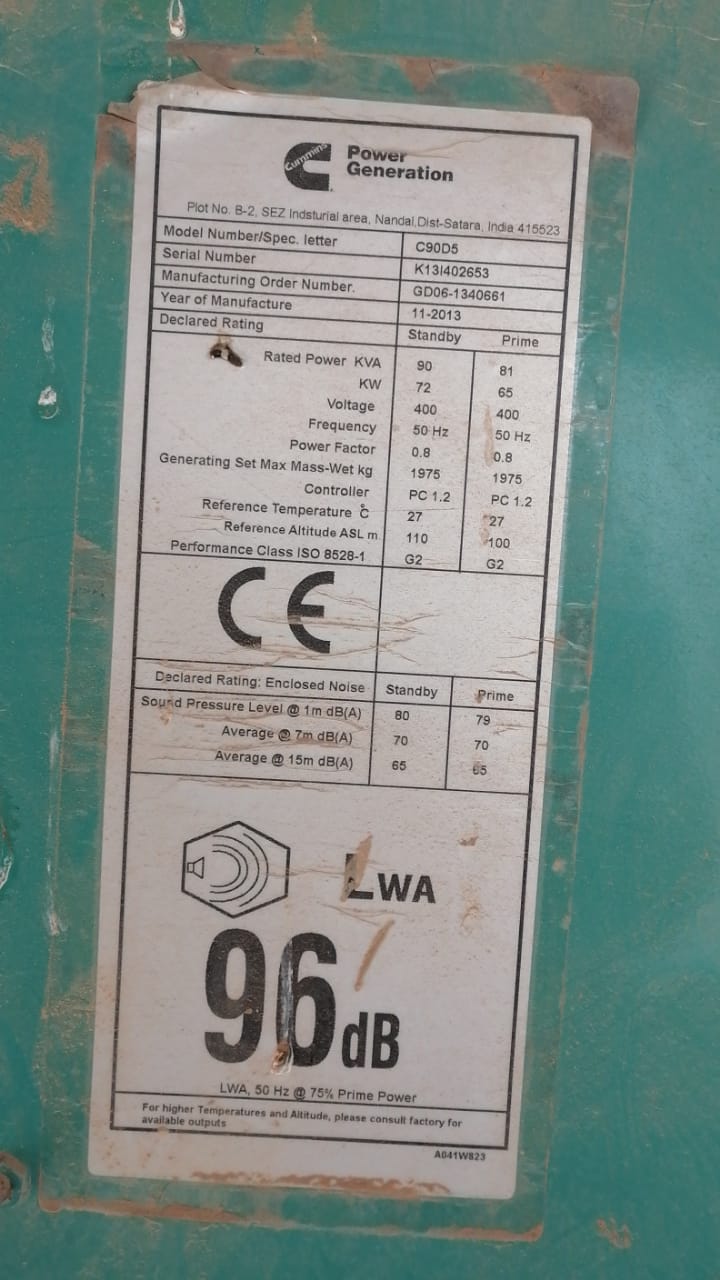 Cummins
Power
Generation
Plot No. B-2, SEZ Indsturial area, Nandal,Dist-Satara, India 415523
Model Number/Spec. letter C90D5
Serial Number K13I402653
Manufacturing Order Number. GD06-1340661
Year of Manufacture 11-2013
Declared Rating Standby Prime
Rated Power KVA 90 81
KW 72 65
Voltage 400 400
Frequency 50 Hz 50 Hz
Power Factor 0.8 0.8
Generating Set Max Mass-Wet kg 1975 1975
Controller PC 1.2 PC 1.2
Reference Temperature °C 27 27
Reference Altitude ASL m 110 100
Performance Class ISO 8528-1 G2 G2
CE
Declared Rating: Enclosed Noise Standby Prime
Sound Pressure Level @ 1m dB(A) 80 79
Average @ 7m dB(A) 70 70
Average @ 15m dB(A) 65 65
LWA
96 dB
LWA, 50 Hz @ 75% Prime Power
For higher Temperatures and Altitude, please consult factory for
available outputs
A041W823